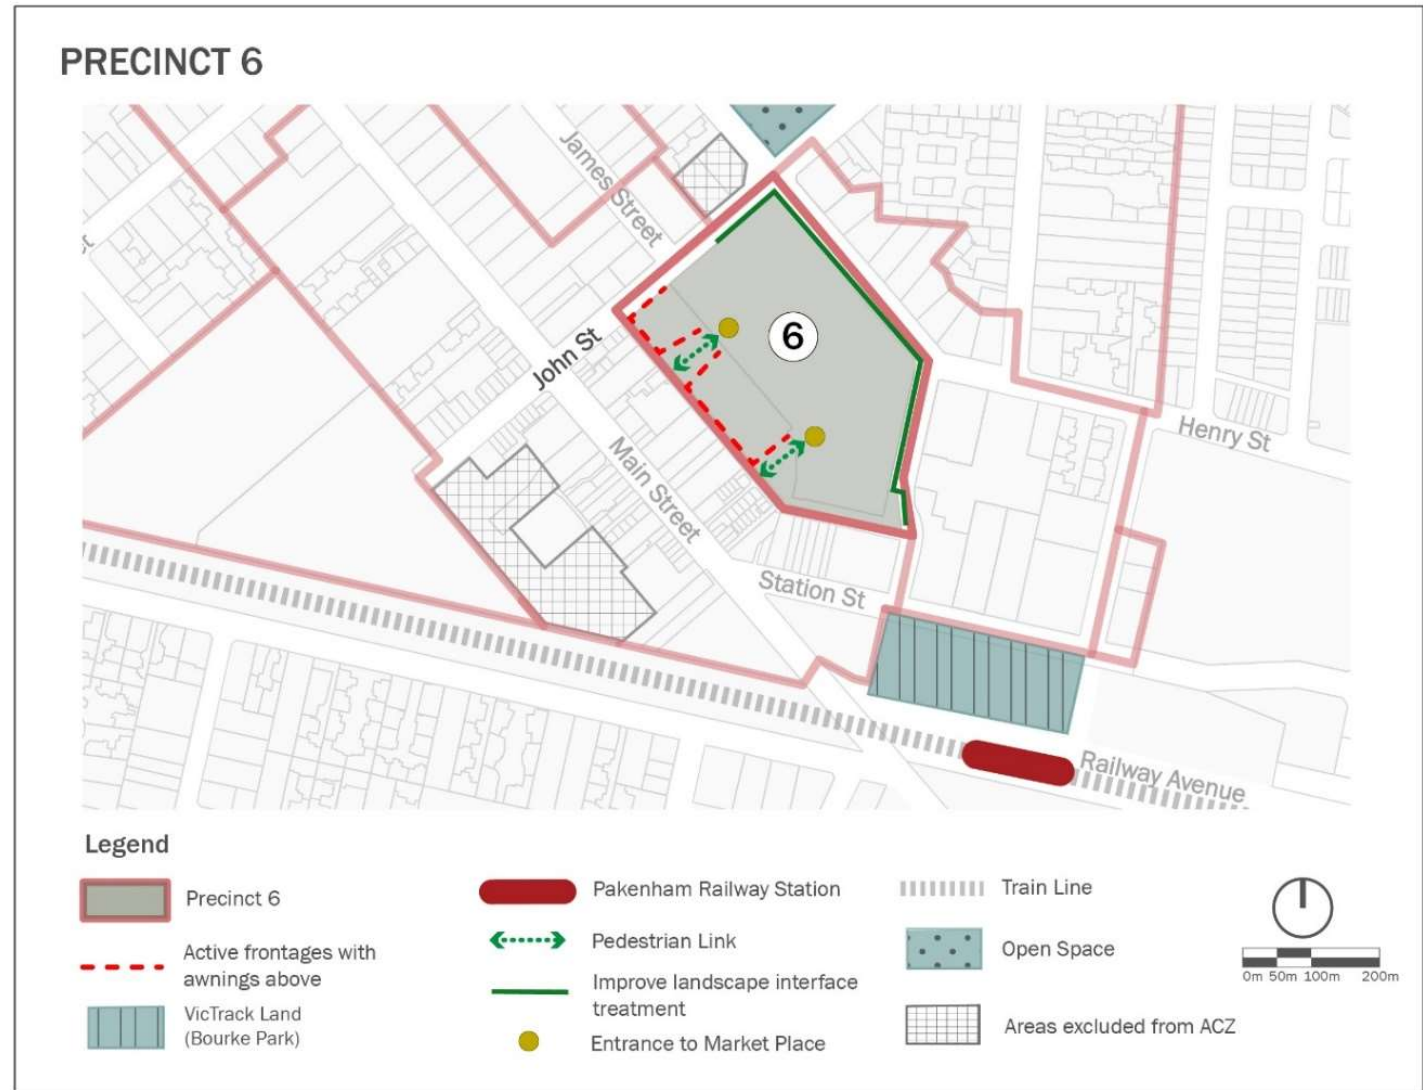 PRECINCT 6
James Street
6
John St
Henry St
Main Street
Station St
Railway Avenue
Legend
Precinct 6
Active frontages with
awnings above
VicTrack Land
(Bourke Park)
Pakenham Railway Station
Pedestrian Link
Improve landscape interface
treatment
Entrance to Market Place
Train Line
Open Space
Areas excluded from ACZ
0m 50m 100m 200m